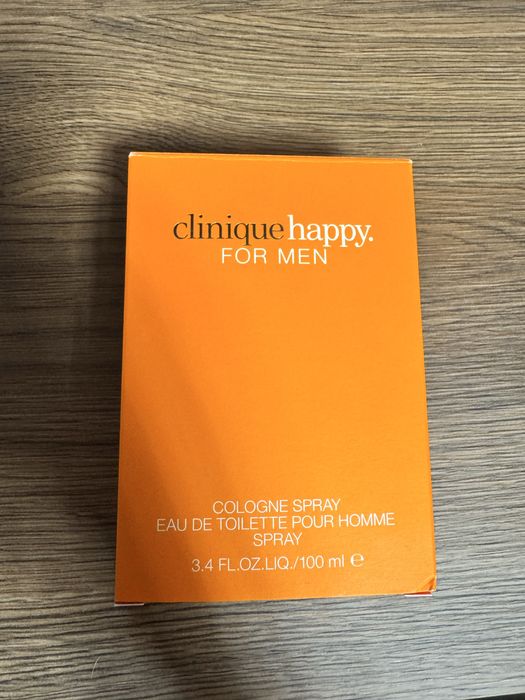 clinique happy.
FOR MEN
COLOGNE SPRAY
EAU DE TOILETTE POUR HOMME
SPRAY
3.4 FL.OZ.LIQ./100 ml ℮